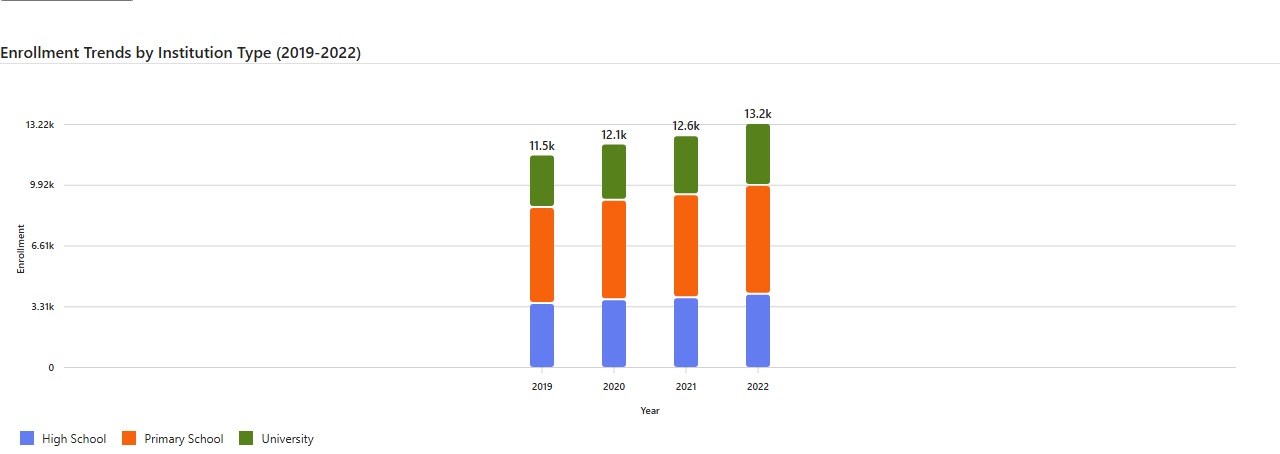 Enrollment Trends by Institution Type (2019-2022)
13.2k
12.6k
12.1k
11.5k
13.22k
9.92k
6.61k
3.31k
0
Enrollment
2019 2020 2021 2022
Year
High School Primary School University